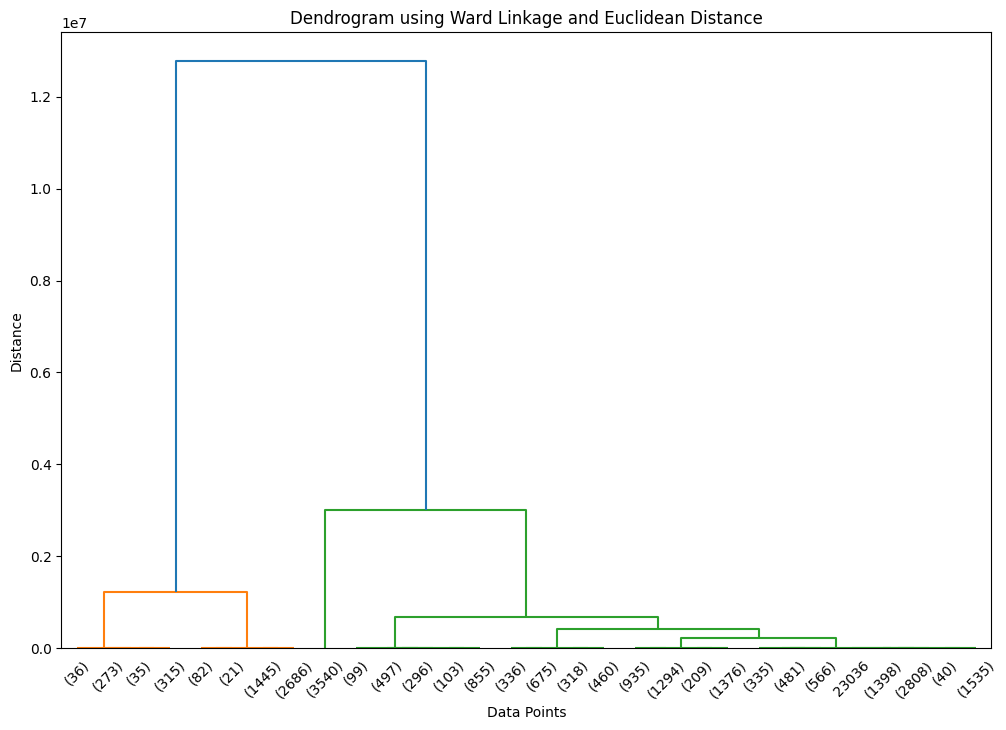 Dendrogram using Ward Linkage and Euclidean Distance
1e7
1.2
1.0
0.8
0.6
0.4
0.2
0.0
Distance
(36) (273) (35) (315) (82) (21) (1445) (2686) (3540) (99) (497) (296) (103) (855) (336) (675) (318) (460) (935) (1294) (209) (1376) (335) (481) (566) 23036 (1398) (2808) (40) (1535)
Data Points